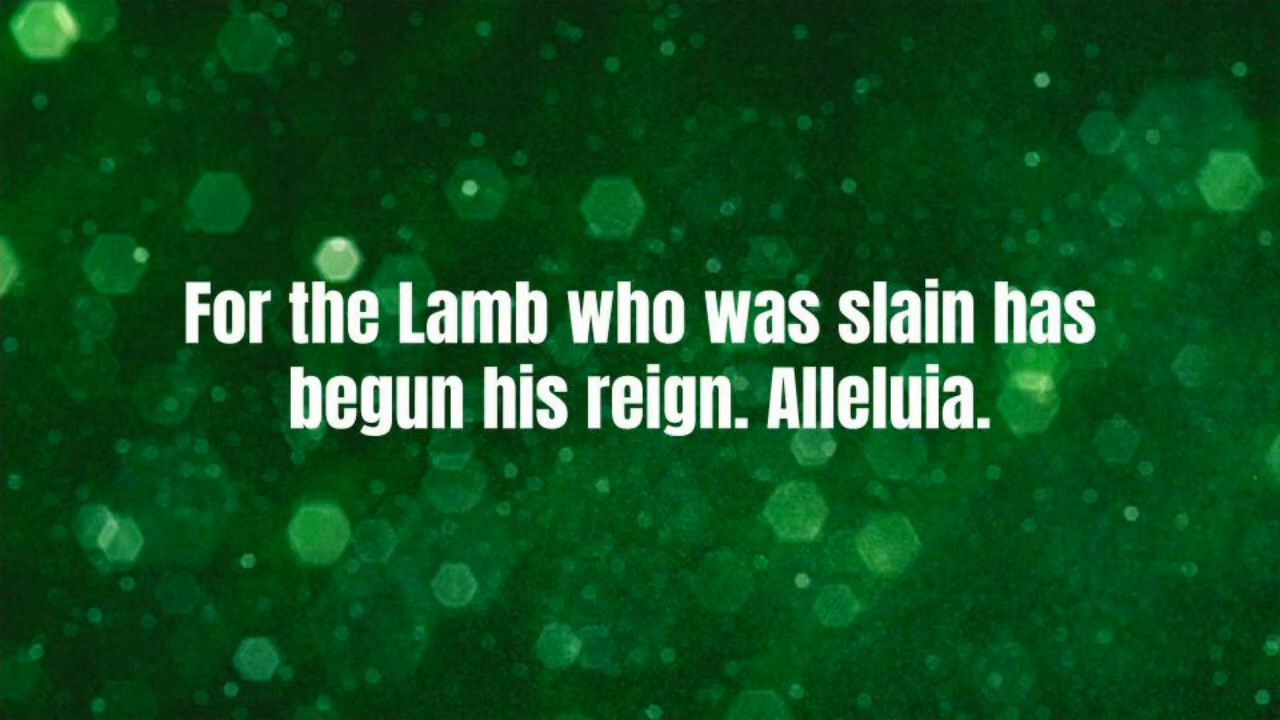 For the Lamb who was slain has
begun his reign. Alleluia.